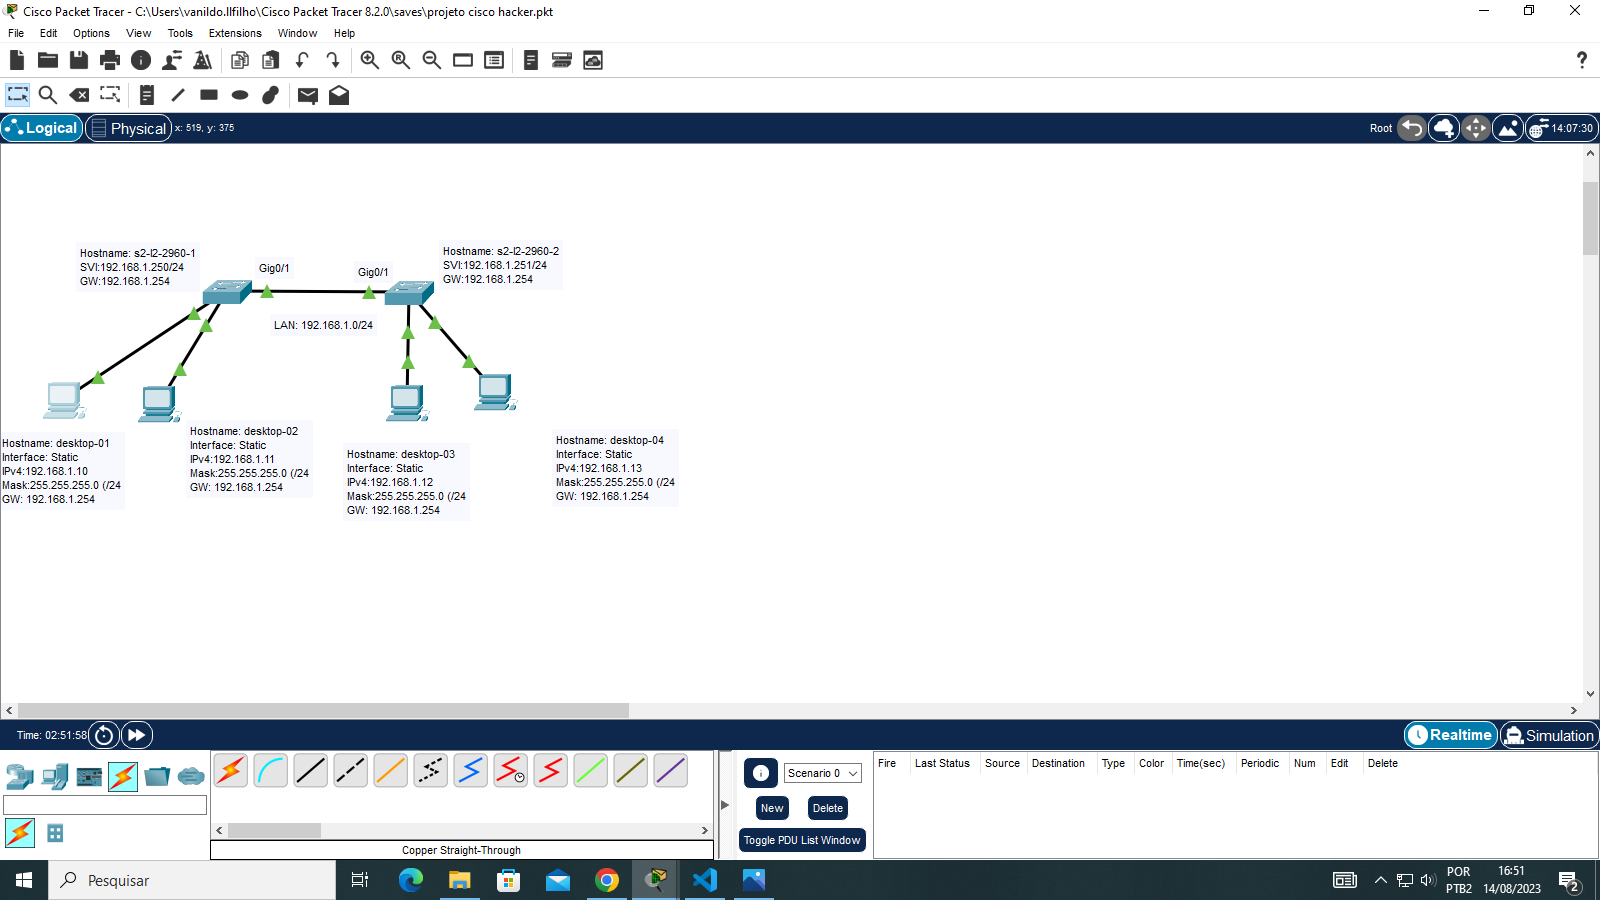 Cisco Packet Tracer - C:\Users\vanildo.llfilho\Cisco Packet Tracer 8.2.0\saves\projeto cisco hacker.pkt
File Edit Options View Tools Extensions Window Help
?
Logical Physical x: 519, y: 375
Root 14:07:30
Hostname: s2-l2-2960-1
SVI:192.168.1.250/24
GW:192.168.1.254
Gig0/1
Gig0/1
Hostname: s2-l2-2960-2
SVI:192.168.1.251/24
GW:192.168.1.254
LAN: 192.168.1.0/24
Hostname: desktop-01
Interface: Static
IPv4:192.168.1.10
Mask:255.255.255.0 (/24
GW: 192.168.1.254
Hostname: desktop-02
Interface: Static
IPv4:192.168.1.11
Mask:255.255.255.0 (/24
GW: 192.168.1.254
Hostname: desktop-03
Interface: Static
IPv4:192.168.1.12
Mask:255.255.255.0 (/24
GW: 192.168.1.254
Hostname: desktop-04
Interface: Static
IPv4:192.168.1.13
Mask:255.255.255.0 (/24
GW: 192.168.1.254
Time: 02:51:58
Realtime Simulation
Scenario 0
New Delete
Toggle PDU List Window
Fire Last Status Source Destination Type Color Time(sec) Periodic Num Edit Delete
Copper Straight-Through
Pesquisar
POR
PTB2
16:51
14/08/2023
2